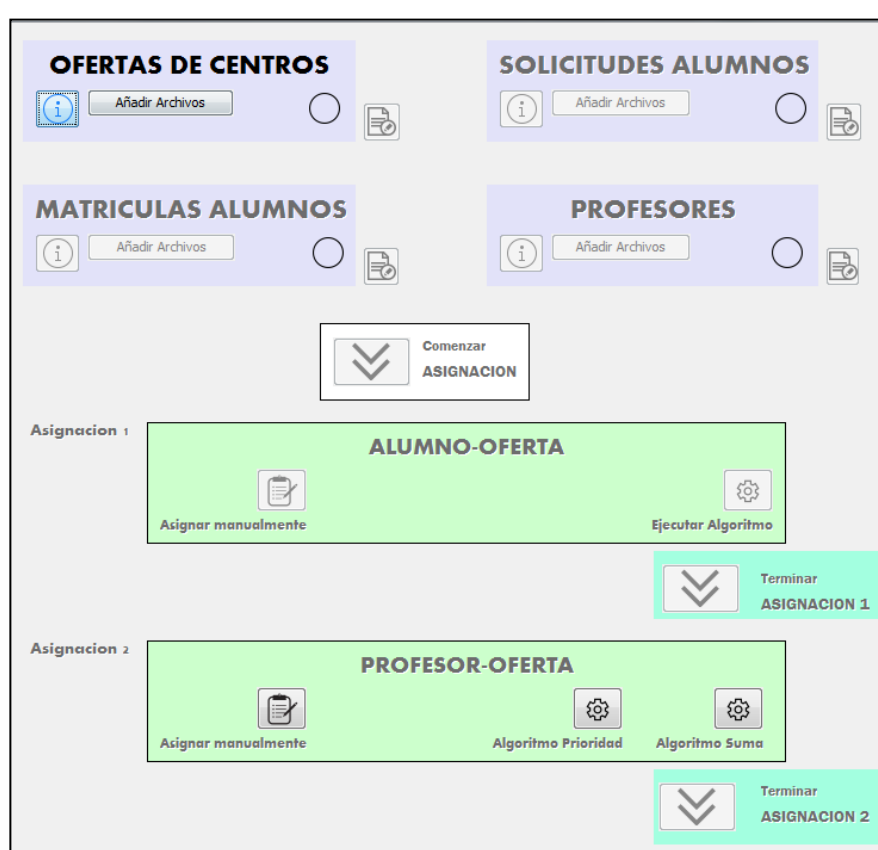 OFERTAS DE CENTROS
Añadir Archivos
SOLICITUDES ALUMNOS
Añadir Archivos
MATRICULAS ALUMNOS
Añadir Archivos
PROFESORES
Añadir Archivos
Comenzar
ASIGNACION
Asignacion 1
ALUMNO-OFERTA
Asignar manualmente
Ejecutar Algoritmo
Terminar
ASIGNACION 1
Asignacion 2
PROFESOR-OFERTA
Asignar manualmente
Algoritmo Prioridad
Algoritmo Suma
Terminar
ASIGNACION 2